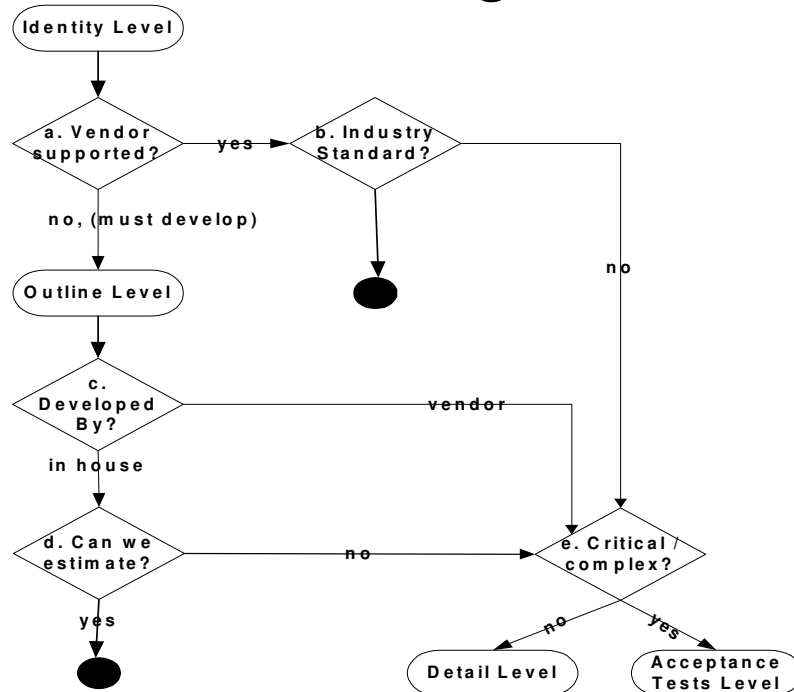 Identity Level
a. Vendor
supported?
yes
b. Industry
Standard?
no, (must develop)
no
Outline Level
c.
Developed
By?
vendor
in house
d. Can we
estimate?
no
e. Critical /
complex?
yes
no
yes
Detail Level
Acceptance
Tests Level